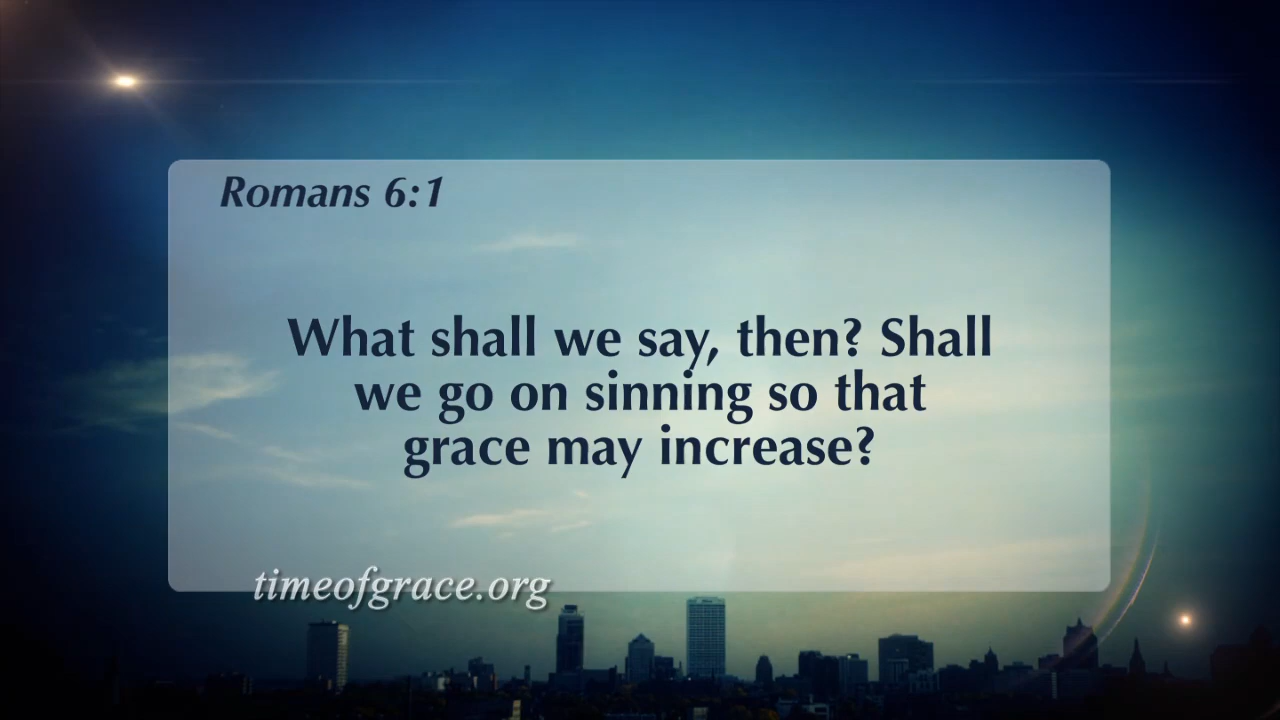 Romans 6:1
What shall we say, then? Shall
we go on sinning so that
grace may increase?
timeofgrace.org